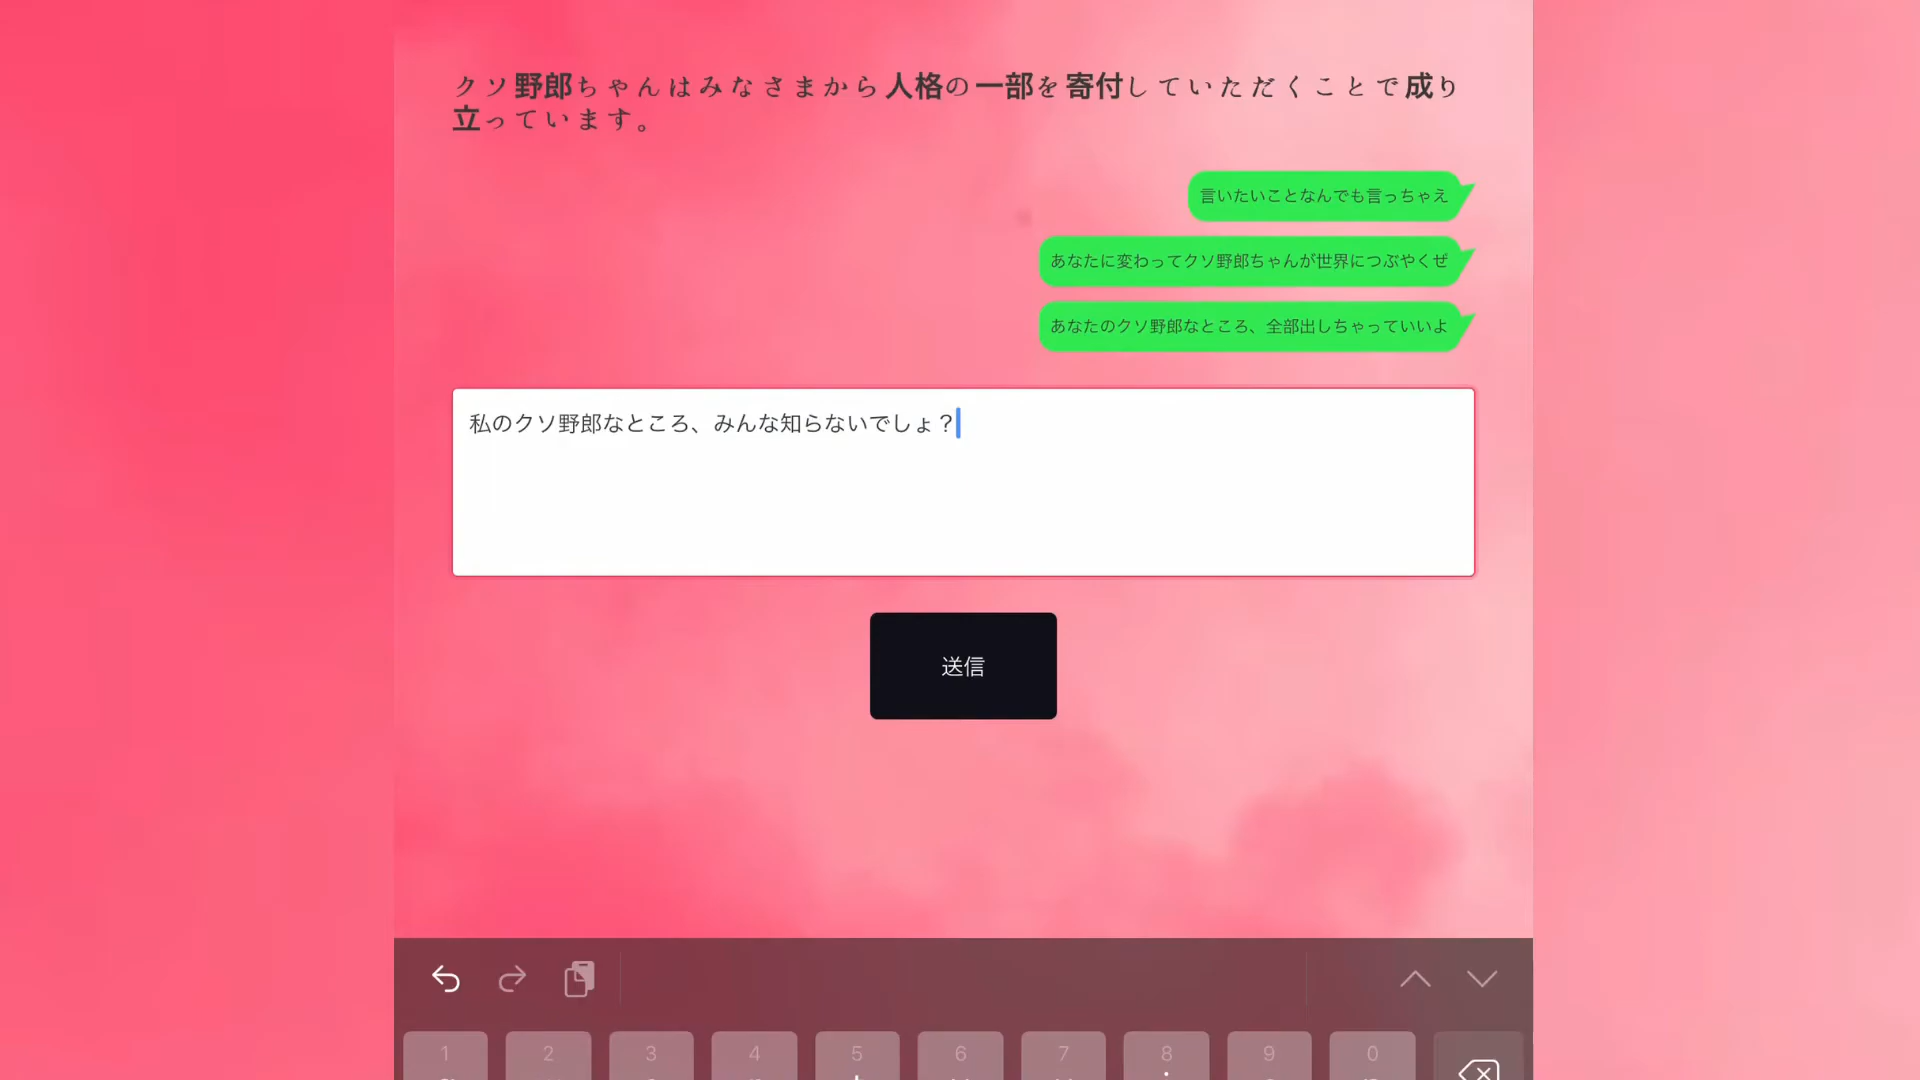 クソ野郎ちゃんはみなさまから人格の一部を寄付していただくことで成り
立っています。
言いたいことなんでも言っちゃえ
あなたに変わってクソ野郎ちゃんが世界につぶやくぜ
あなたのクソ野郎なところ、全部出しちゃっていいよ
私のクソ野郎なところ、みんな知らないでしょ？
送信
1 2 3 4 5 6 7 8 9 0